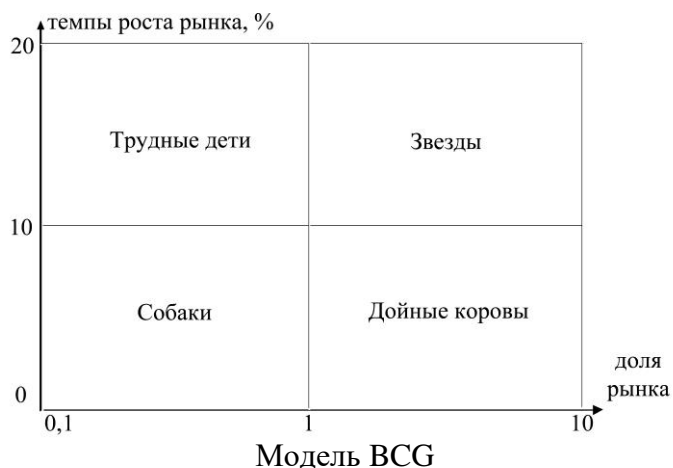 темпы роста рынка, %
20
Трудные дети
Звезды
10
Собаки
Дойные коровы
0
доля
рынка
0,1
1
10
Модель BCG